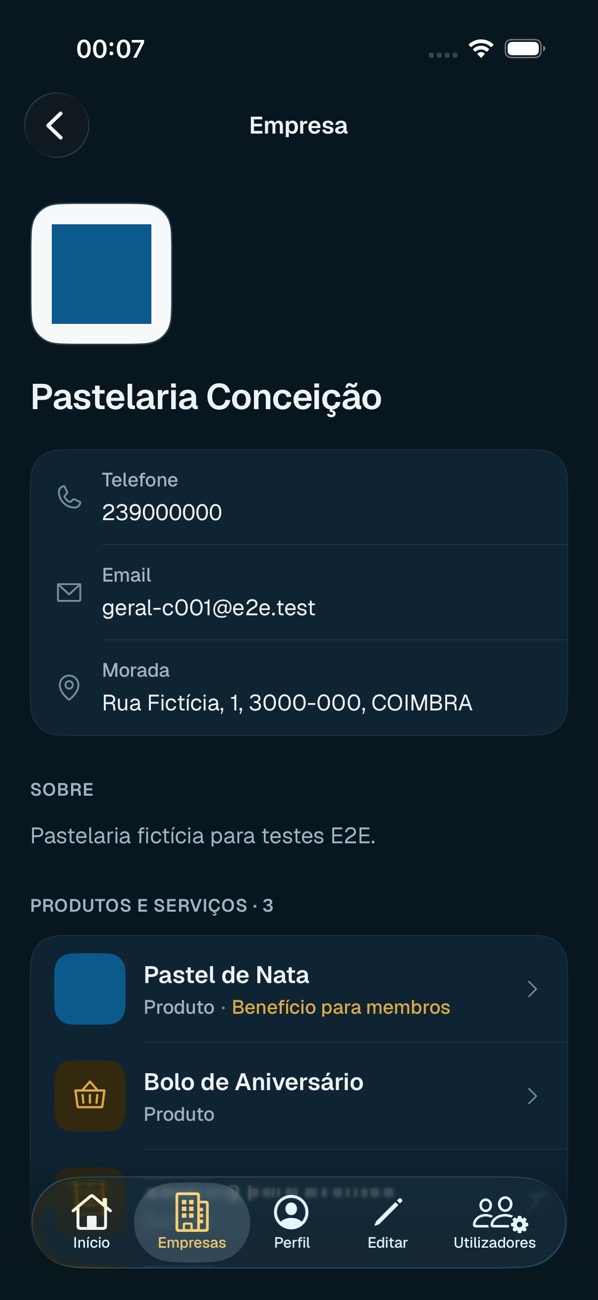 00:07
Empresa
Pastelaria Conceição
Telefone
239000000
Email
geral-c001@e2e.test
Morada
Rua Fictícia, 1, 3000-000, COIMBRA
SOBRE
Pastelaria fictícia para testes E2E.
PRODUTOS E SERVIÇOS · 3
Pastel de Nata
Produto · Benefício para membros
Bolo de Aniversário
Produto
Início
Empresas
Perfil
Editar
Utilizadores